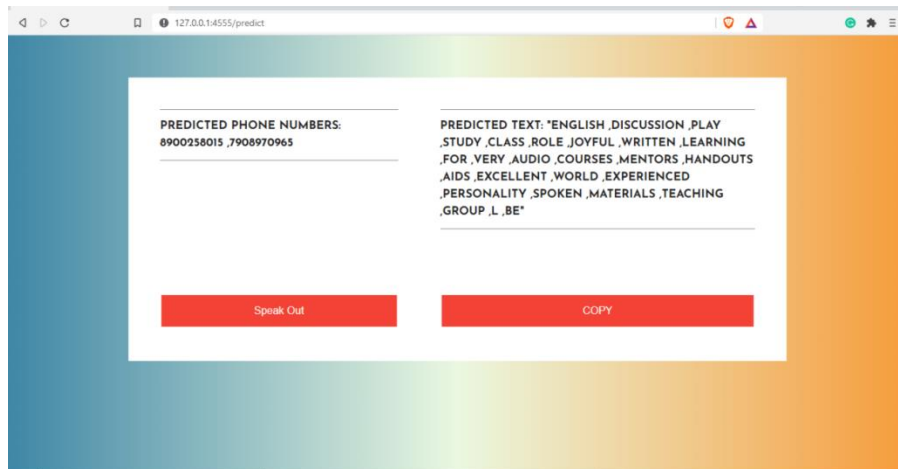 127.0.0.1:4555/predict
PREDICTED PHONE NUMBERS:
8900258015 ,7908970965
PREDICTED TEXT: "ENGLISH ,DISCUSSION ,PLAY
,STUDY ,CLASS ,ROLE ,JOYFUL ,WRITTEN ,LEARNING
,FOR ,VERY ,AUDIO ,COURSES ,MENTORS ,HANDOUTS
,AIDS ,EXCELLENT ,WORLD ,EXPERIENCED
,PERSONALITY ,SPOKEN ,MATERIALS ,TEACHING
,GROUP ,L ,BE"
Speak Out
COPY